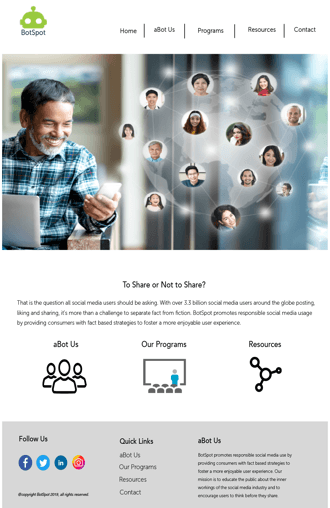 BotSpot
Home
aBot Us
Programs
Resources
Contact
To Share or Not to Share?
That is the question all social media users should be asking. With over 3.3 billion social media users around the globe posting,
liking and sharing, it's more than a challenge to separate fact from fiction. BotSpot promotes responsible social media usage
by providing consumers with fact based strategies to foster a more enjoyable user experience.
aBot Us
Our Programs
Resources
Follow Us
Quick Links
aBot Us
Our Programs
Resources
Contact
aBot Us
BotSpot promotes responsible social media use by
providing consumers with fact based strategies to
foster a more enjoyable user experience. Our
mission is to educate the public about the inner
workings of the social media industry and to
encourage users to think before they share.
©copyright BotSpot 2019, all rights reserved.